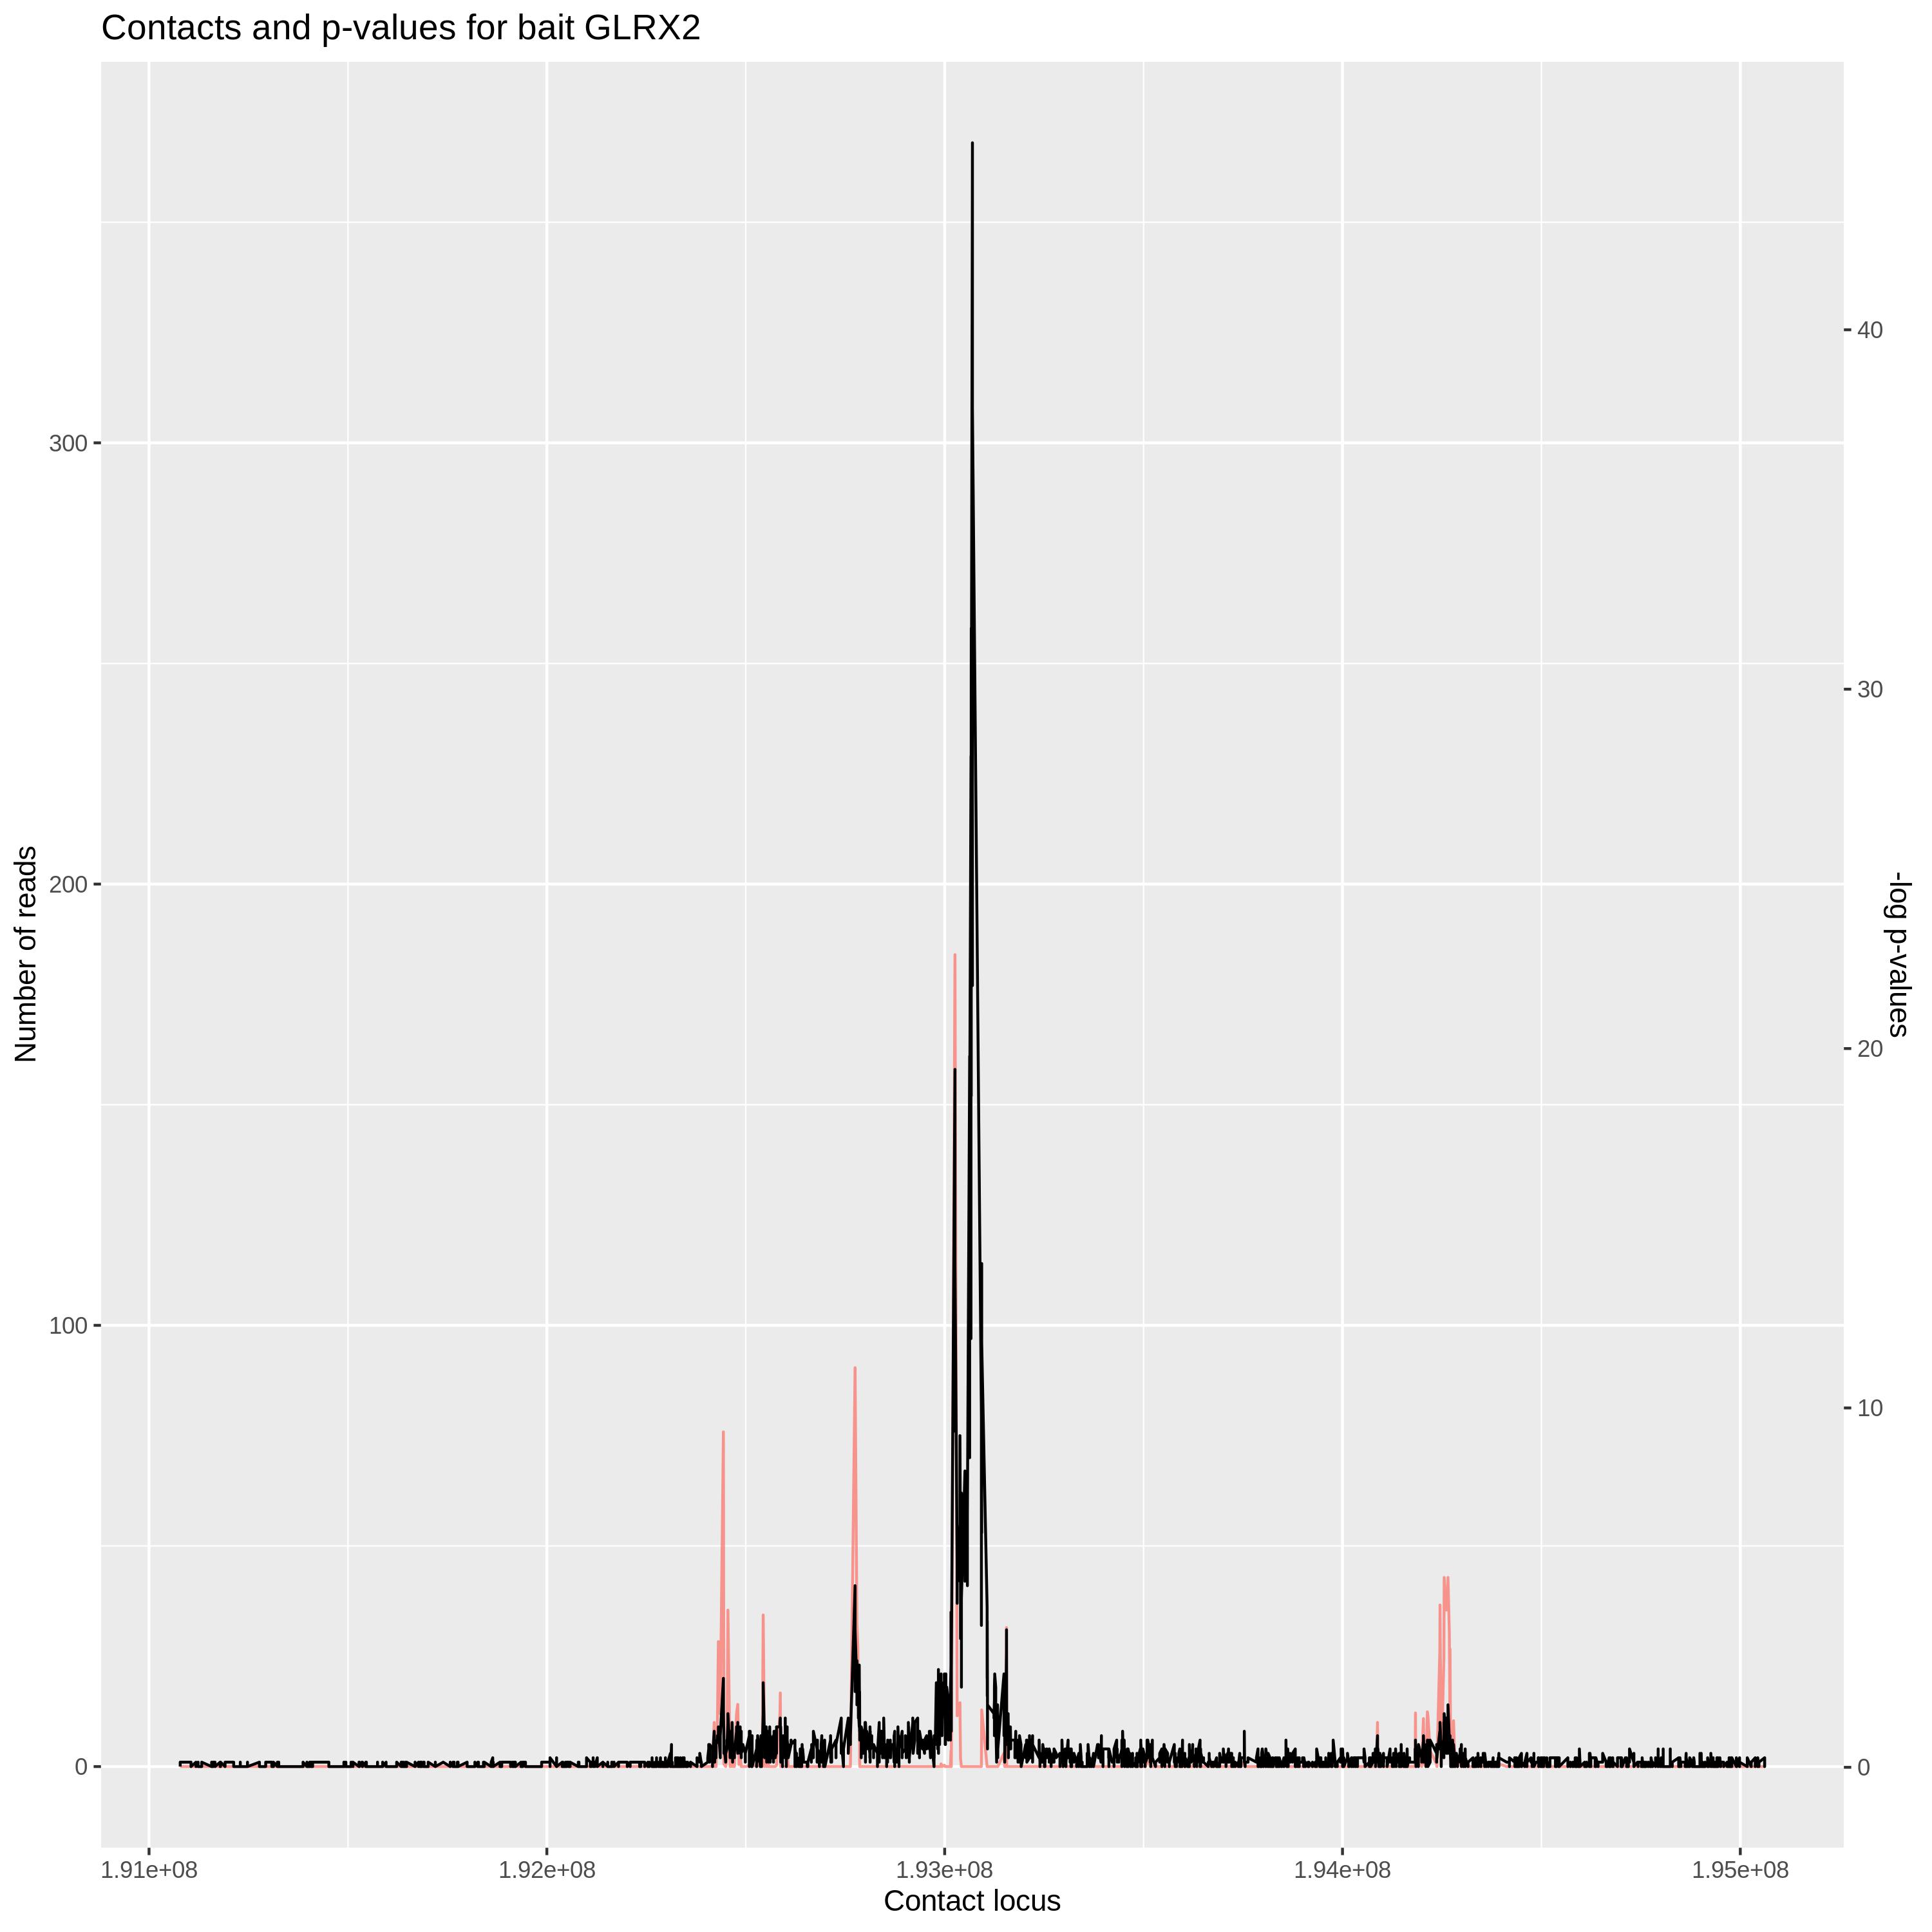 Contacts and p-values for bait GLRX2
Number of reads
300
200
100
0
40
30
20
10
0
-log p-values
1.91e+08
1.92e+08
1.93e+08
1.94e+08
1.95e+08
Contact locus